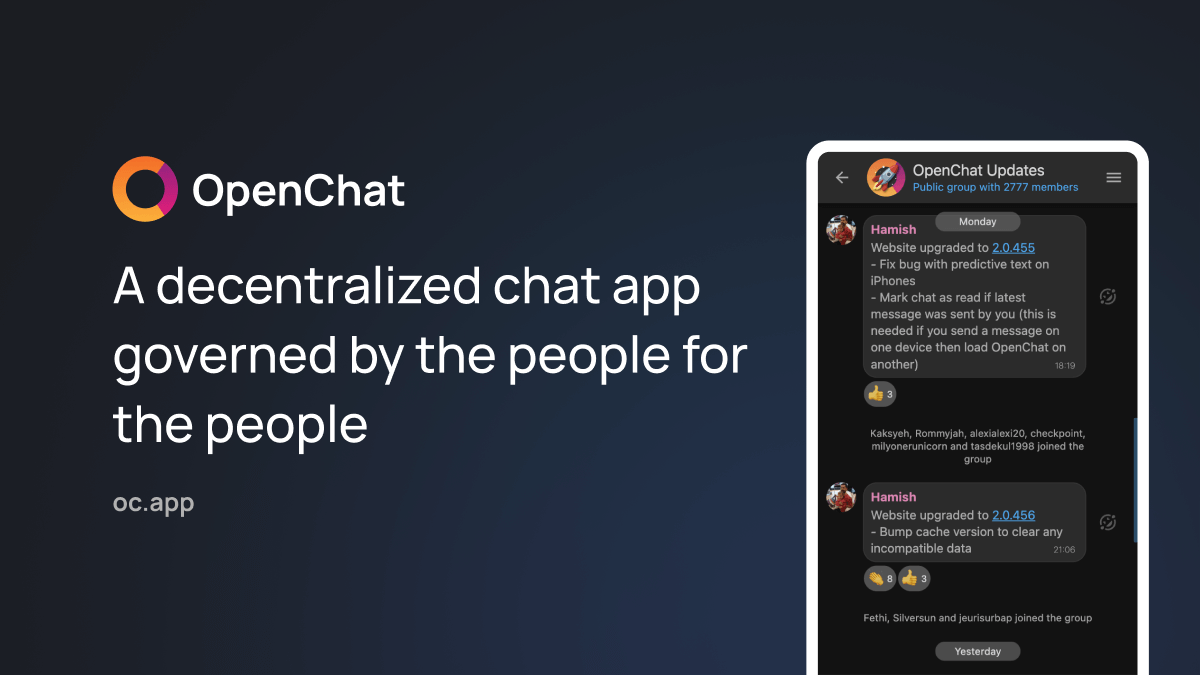 OpenChat
A decentralized chat app
governed by the people for
the people
oc.app
OpenChat Updates
Public group with 2777 members
Monday
Hamish
Website upgraded to 2.0.455
- Fix bug with predictive text on
iPhones
- Mark chat as read if latest
message was sent by you (this is
needed if you send a message on
one device then load OpenChat on
another)
18:19
👍 3
Kaksyeh, Rommyjah, alexialexi20, checkpoint,
milyonerunicorn and tasdekul1998 joined the
group
Hamish
Website upgraded to 2.0.456
- Bump cache version to clear any
incompatible data
21:06
👏 8 👍 3
Fethi, Silversun and jeurisurbap joined the group
Yesterday